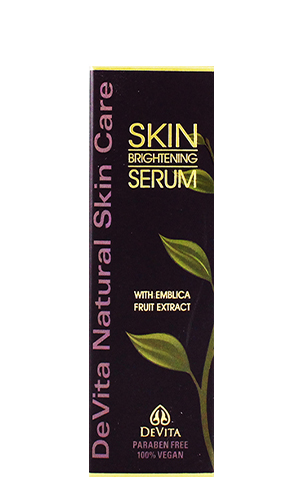 DeVita Natural Skin Care
SKIN
BRIGHTENING
SERUM
WITH EMBLICA
FRUIT EXTRACT
DEVITA
PARABEN FREE
100% VEGAN